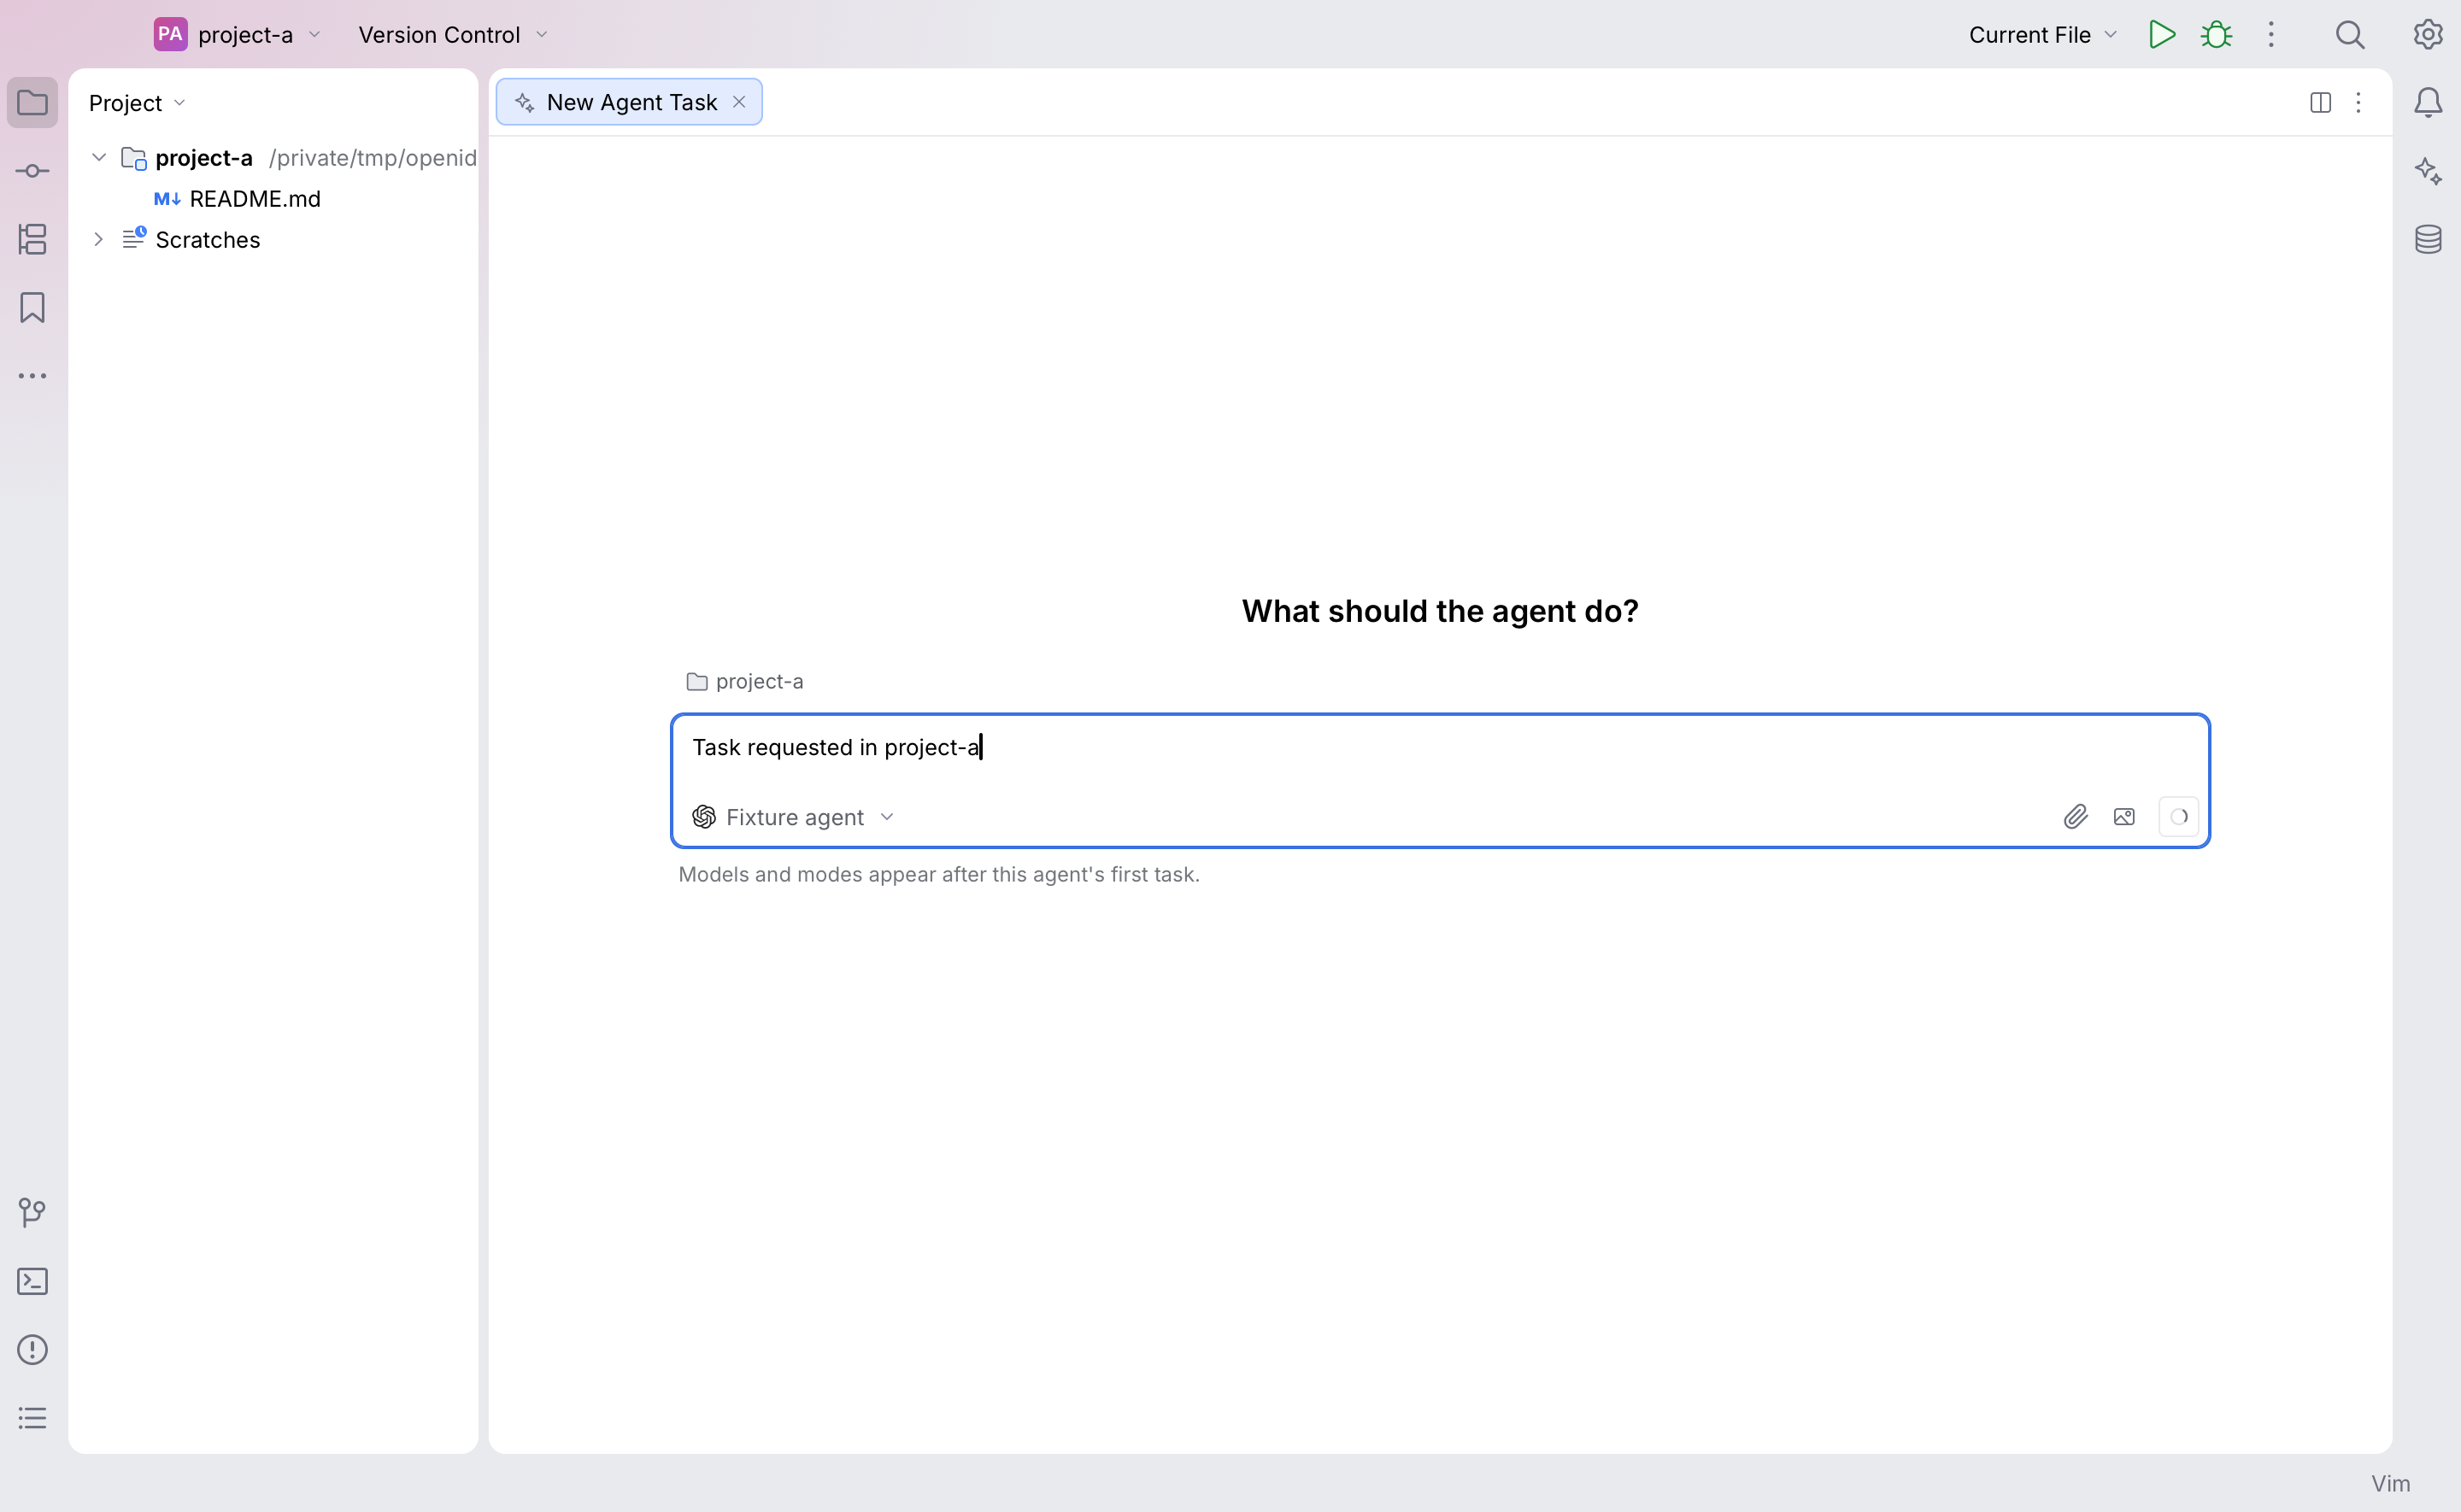 PA project-a Version Control Current File
Project
New Agent Task
project-a /private/tmp/openid
M↓ README.md
Scratches
What should the agent do?
project-a
Task requested in project-a
Fixture agent
Models and modes appear after this agent's first task.
Vim